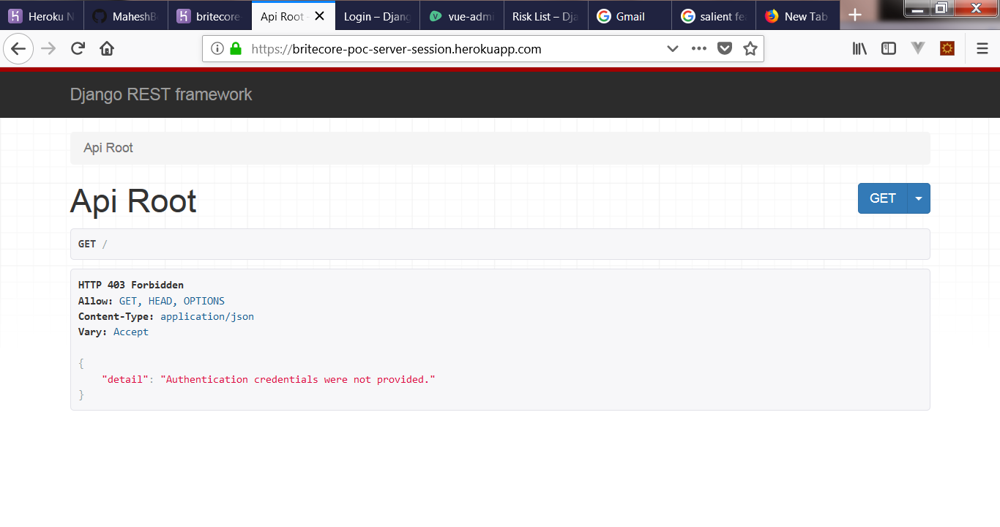 Heroku N
MaheshB
britecore-
Api Root -
Login – Djang
vue-admi
Risk List – Dja
Gmail
salient fe
New Tab
https://britecore-poc-server-session.herokuapp.com
Django REST framework
Api Root
Api Root
GET
GET /
HTTP 403 Forbidden
Allow: GET, HEAD, OPTIONS
Content-Type: application/json
Vary: Accept
{
"detail": "Authentication credentials were not provided."
}